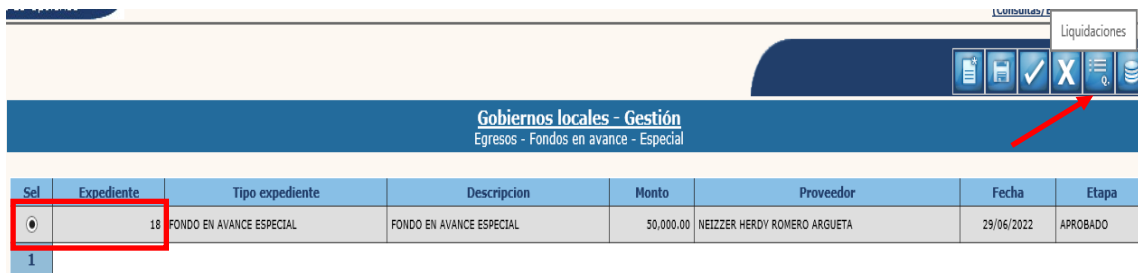 [Consultas/E
Liquidaciones
Gobiernos locales - Gestión
Egresos - Fondos en avance - Especial
Sel Expediente Tipo expediente Descripcion Monto Proveedor Fecha Etapa
18 FONDO EN AVANCE ESPECIAL FONDO EN AVANCE ESPECIAL 50,000.00 NEIZZER HERDY ROMERO ARGUETA 29/06/2022 APROBADO
1